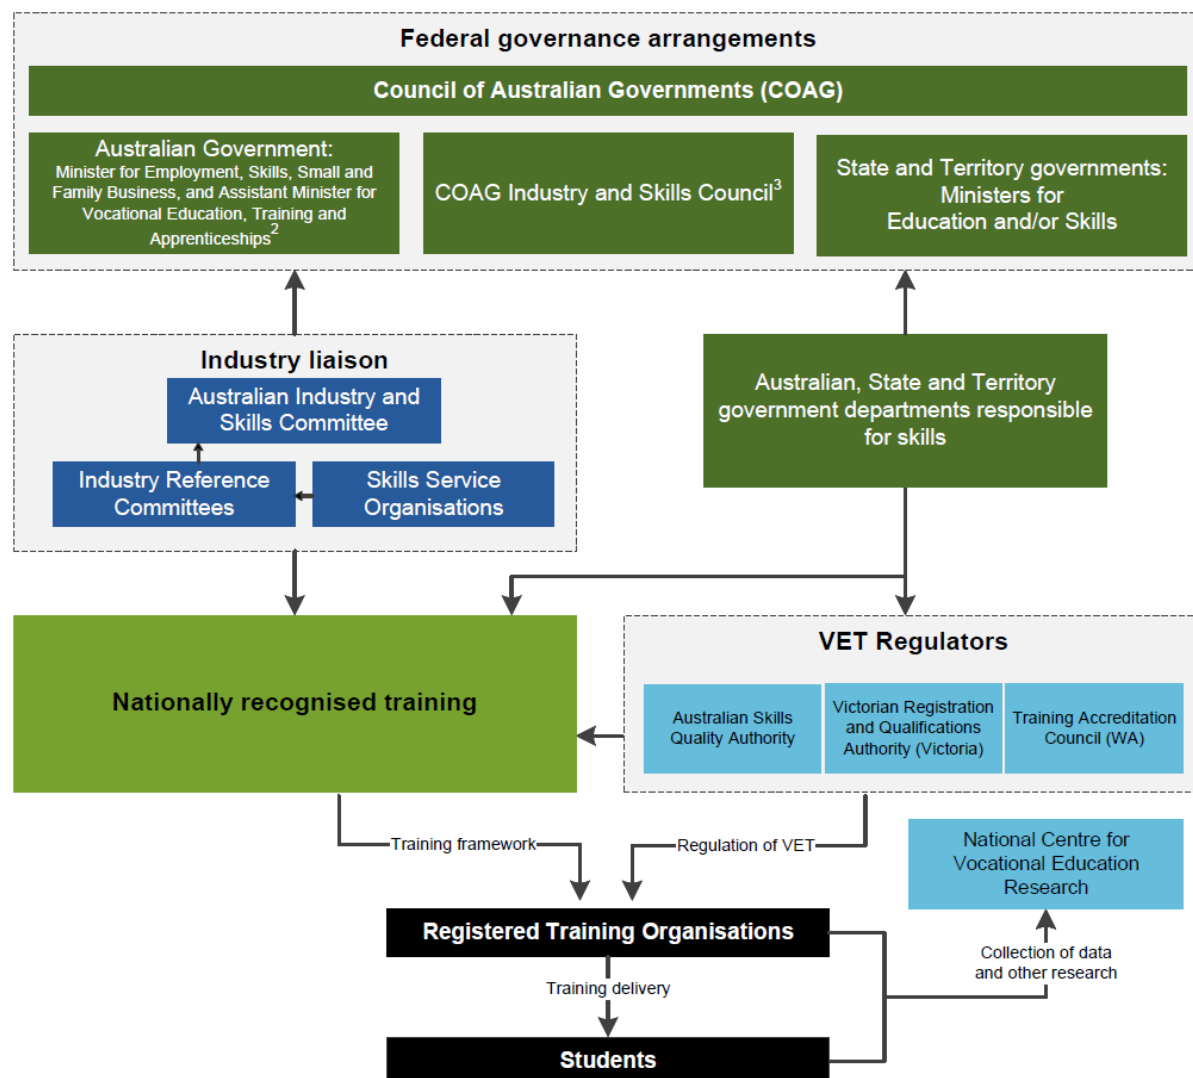 Federal governance arrangements
Council of Australian Governments (COAG)
Australian Government:
Minister for Employment, Skills, Small and
Family Business, and Assistant Minister for
Vocational Education, Training and
Apprenticeships2
COAG Industry and Skills Council3
State and Territory governments:
Ministers for
Education and/or Skills
Industry liaison
Australian Industry and
Skills Committee
Industry Reference
Committees
Skills Service
Organisations
Australian, State and Territory
government departments responsible
for skills
Nationally recognised training
VET Regulators
Australian Skills
Quality Authority
Victorian Registration
and Qualifications
Authority (Victoria)
Training Accreditation
Council (WA)
Training framework
Regulation of VET
National Centre for
Vocational Education
Research
Registered Training Organisations
Collection of data
and other research
Training delivery
Students